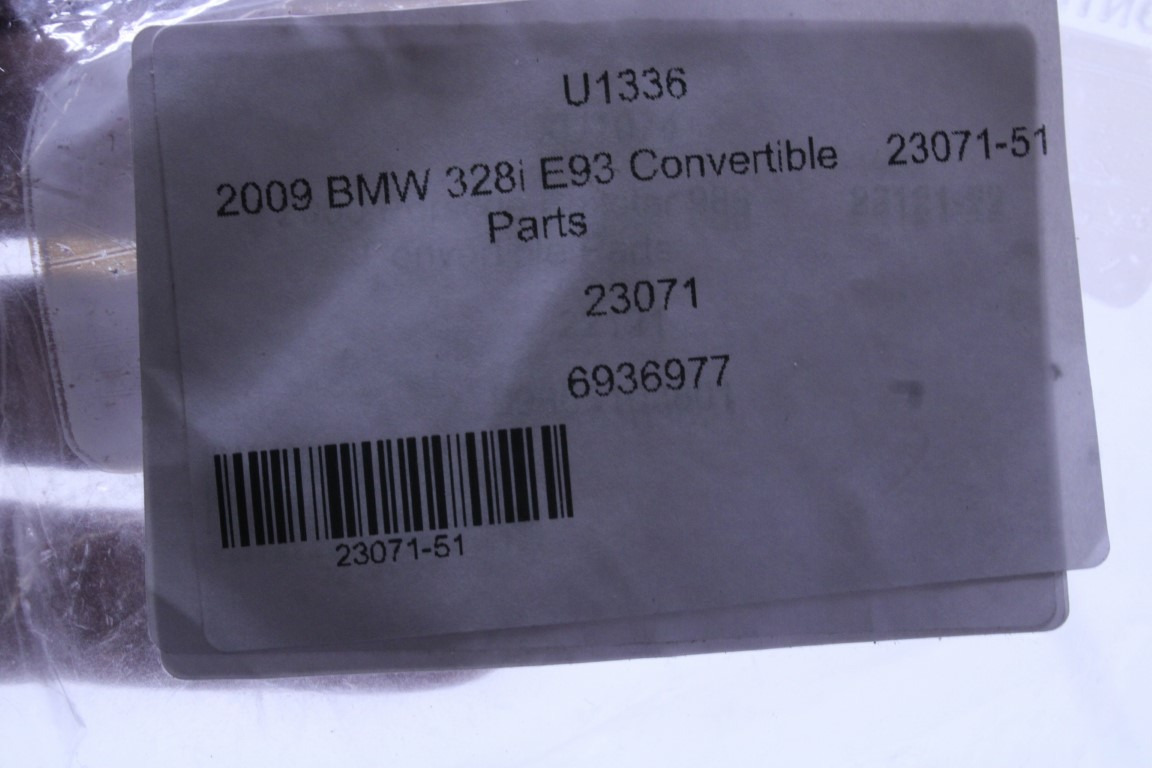 U1336
2009 BMW 328i E93 Convertible 23071-51
Parts
23071
6936977
23071-51